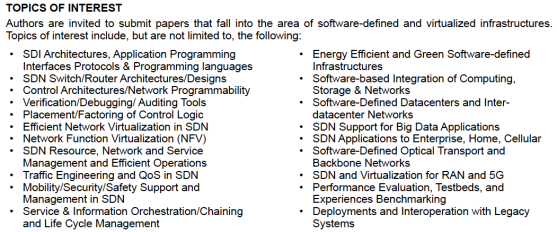 TOPICS OF INTEREST
Authors are invited to submit papers that fall into the area of software-defined and virtualized infrastructures.
Topics of interest include, but are not limited to, the following:
• SDI Architectures, Application Programming
Interfaces Protocols & Programming languages
• SDN Switch/Router Architectures/Designs
• Control Architectures/Network Programmability
• Verification/Debugging/ Auditing Tools
• Placement/Factoring of Control Logic
• Efficient Network Virtualization in SDN
• Network Function Virtualization (NFV)
• SDN Resource, Network and Service
Management and Efficient Operations
• Traffic Engineering and QoS in SDN
• Mobility/Security/Safety Support and
Management in SDN
• Service & Information Orchestration/Chaining
and Life Cycle Management
• Energy Efficient and Green Software-defined
Infrastructures
• Software-based Integration of Computing,
Storage & Networks
• Software-Defined Datacenters and Inter-
datacenter Networks
• SDN Support for Big Data Applications
• SDN Applications to Enterprise, Home, Cellular
• Software-Defined Optical Transport and
Backbone Networks
• SDN and Virtualization for RAN and 5G
• Performance Evaluation, Testbeds, and
Experiences Benchmarking
• Deployments and Interoperation with Legacy
Systems